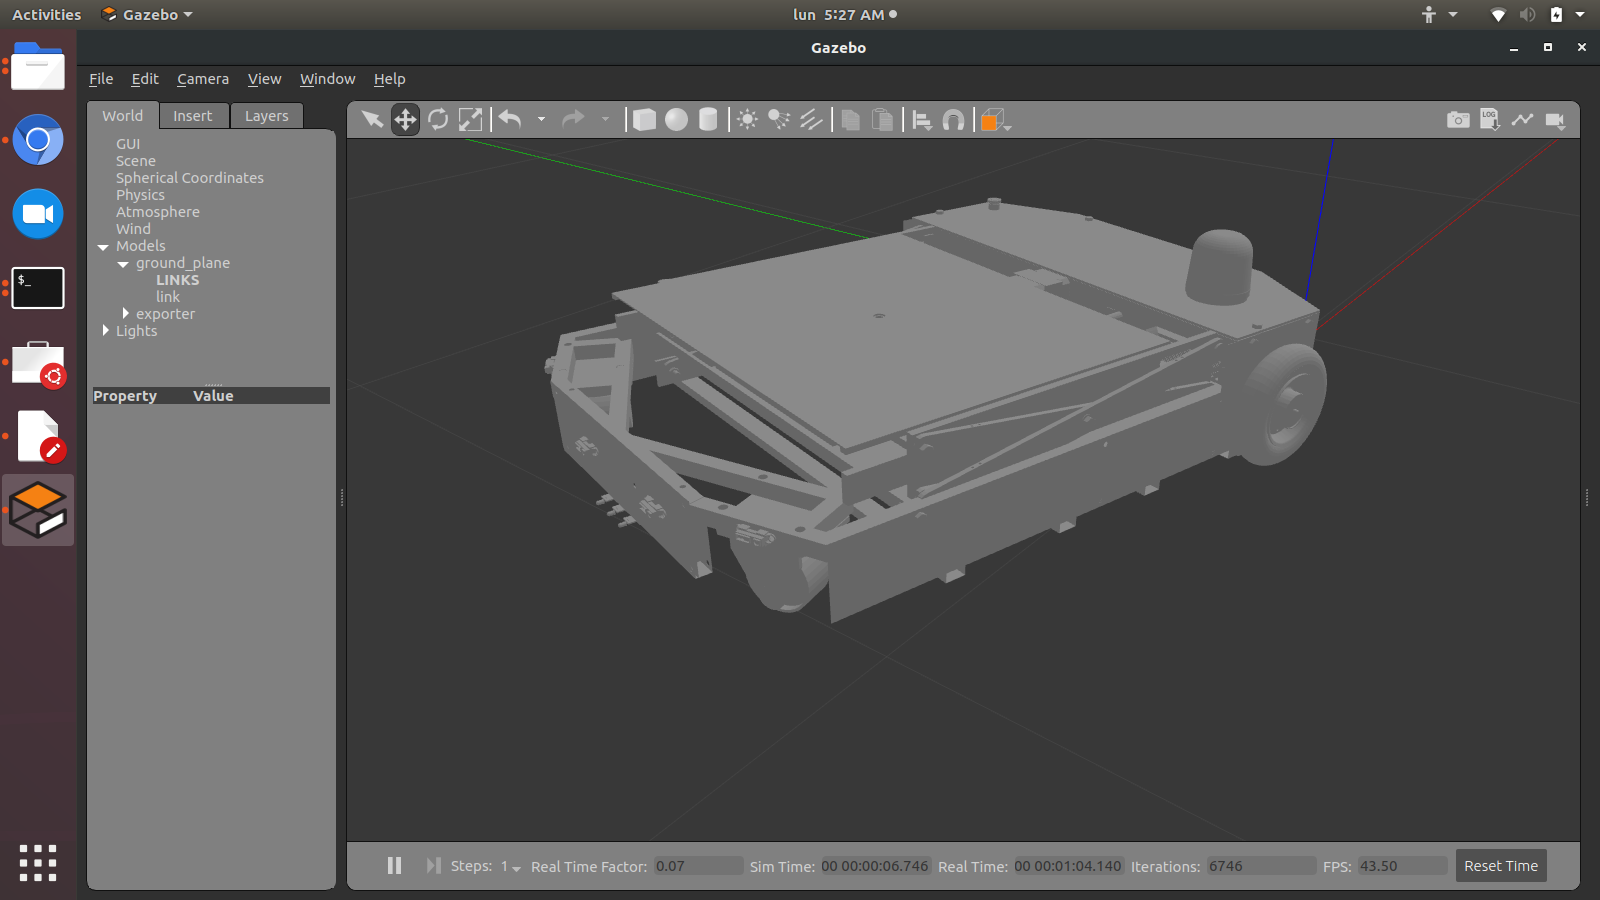 Activities Gazebo lun 5:27 AM
Gazebo
File Edit Camera View Window Help
World Insert Layers
GUI
Scene
Spherical Coordinates
Physics
Atmosphere
Wind
Models
ground_plane
LINKS
link
exporter
Lights
Property Value
$_
LOG
Steps: 1 Real Time Factor: 0.07 Sim Time: 00 00:00:06.746 Real Time: 00 00:01:04.140 Iterations: 6746 FPS: 43.50 Reset Time